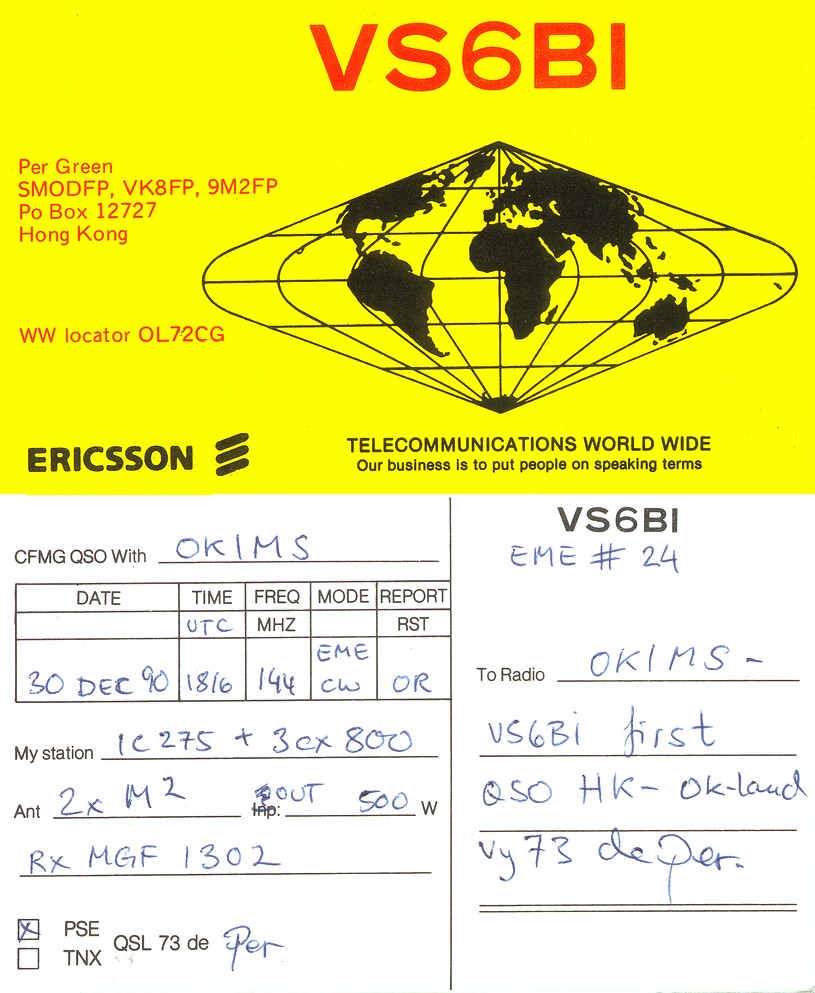 VS6BI
Per Green
SMODFP, VK8FP, 9M2FP
Po Box 12727
Hong Kong
WW locator OL72CG
ERICSSON
TELECOMMUNICATIONS WORLD WIDE
Our business is to put people on speaking terms
CFMG QSO With OK1MS
DATE TIME FREQ MODE REPORT
UTC MHZ RST
30 DEC 90 1816 144 EME CW OR
My station IC275 + 3cx800
Ant 2x M2 Inp: OUT 500 W
Rx MGF 1302
PSE
TNX
QSL 73 de Per
VS6BI
EME # 24
To Radio OK1MS -
VS6BI first
QSO HK- OK-land
Vy 73 de Per.